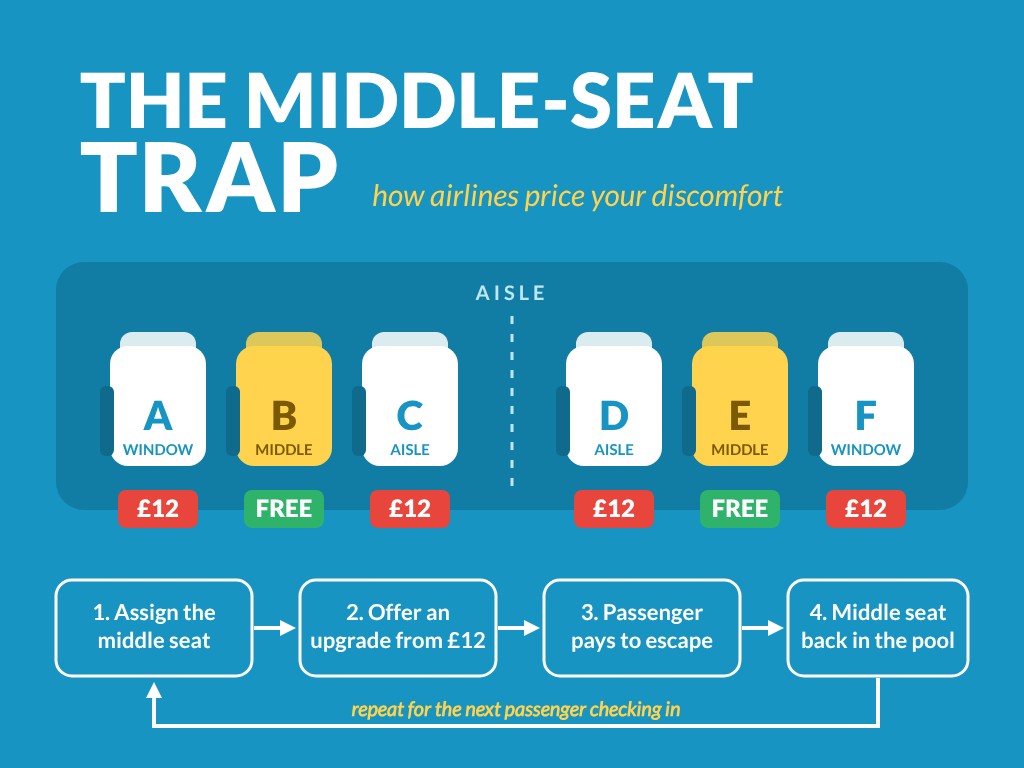 THE MIDDLE-SEAT
TRAP
how airlines price your discomfort
AISLE
A
WINDOW
B
MIDDLE
C
AISLE
D
AISLE
E
MIDDLE
F
WINDOW
£12
FREE
£12
£12
FREE
£12
1. Assign the
middle seat
2. Offer an
upgrade from £12
3. Passenger
pays to escape
4. Middle seat
back in the pool
repeat for the next passenger checking in